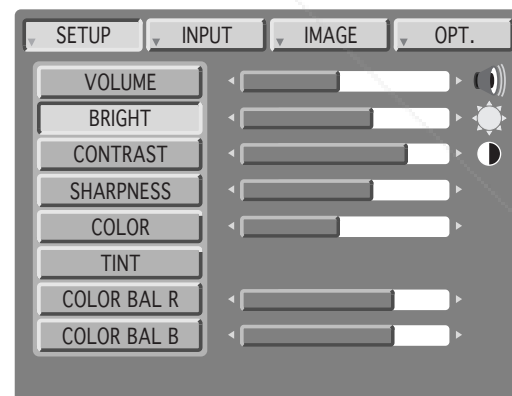 SETUP INPUT IMAGE OPT.
VOLUME
BRIGHT
CONTRAST
SHARPNESS
COLOR
TINT
COLOR BAL R
COLOR BAL B